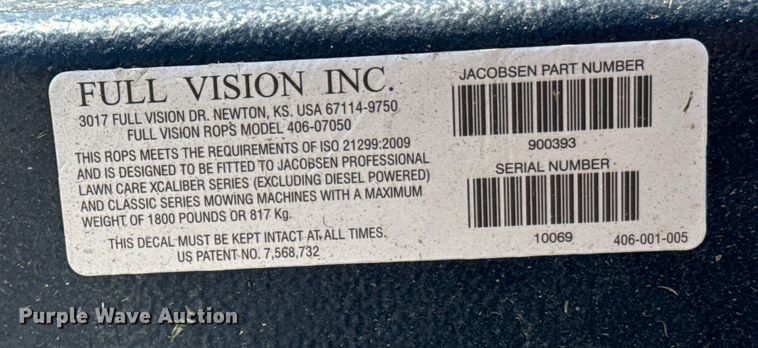 FULL VISION INC.
3017 FULL VISION DR. NEWTON, KS. USA 67114-9750
FULL VISION ROPS MODEL 406-07050
THIS ROPS MEETS THE REQUIREMENTS OF ISO 21299:2009
AND IS DESIGNED TO BE FITTED TO JACOBSEN PROFESSIONAL
LAWN CARE XCALIBER SERIES (EXCLUDING DIESEL POWERED)
AND CLASSIC SERIES MOWING MACHINES WITH A MAXIMUM
WEIGHT OF 1800 POUNDS OR 817 Kg.
THIS DECAL MUST BE KEPT INTACT AT ALL TIMES.
US PATENT NO. 7,568,732
JACOBSEN PART NUMBER
900393
SERIAL NUMBER
10069
406-001-005
Purple Wave Auction